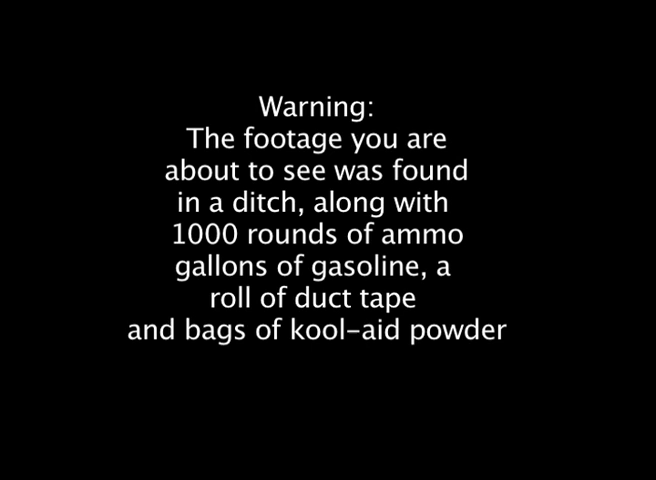 Warning:
The footage you are
about to see was found
in a ditch, along with
1000 rounds of ammo
gallons of gasoline, a
roll of duct tape
and bags of kool-aid powder